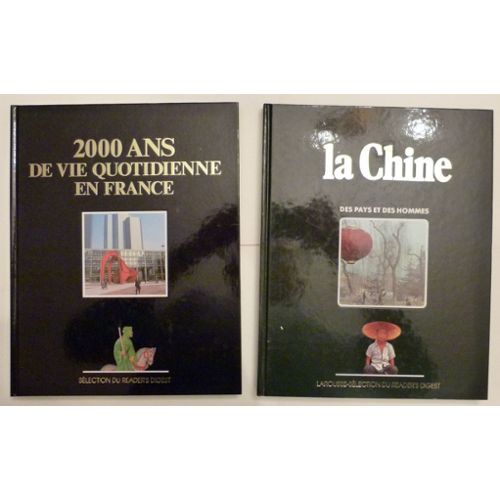 2000 ANS
DE VIE QUOTIDIENNE
EN FRANCE
SÉLECTION DU READER'S DIGEST
la Chine
DES PAYS ET DES HOMMES
LAROUSSE-SÉLECTION DU READER'S DIGEST